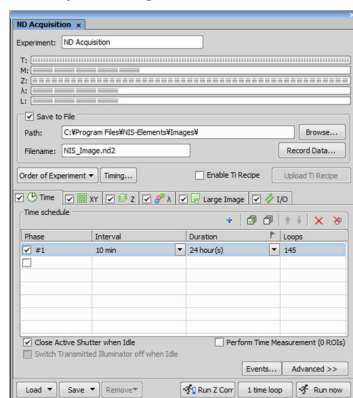 ND Acquisition x
Experiment: ND Acquisition
T:
M:
Z:
λ:
L:
Save to File
Path: C:¥Program Files¥NIS-Elements¥Images¥ Browse...
Filename: NIS_Image.nd2 Record Data...
Order of Experiment Timing... Enable Ti Recipe Upload Ti Recipe
Time XY Z λ Large Image I/O
Time schedule
Phase Interval Duration Loops
#1 10 min 24 hour(s) 145
Close Active Shutter when Idle Perform Time Measurement (0 ROIs)
Switch Transmitted Illuminator off when Idle
Events... Advanced >>
Load Save Remove Run Z Corr 1 time loop Run now